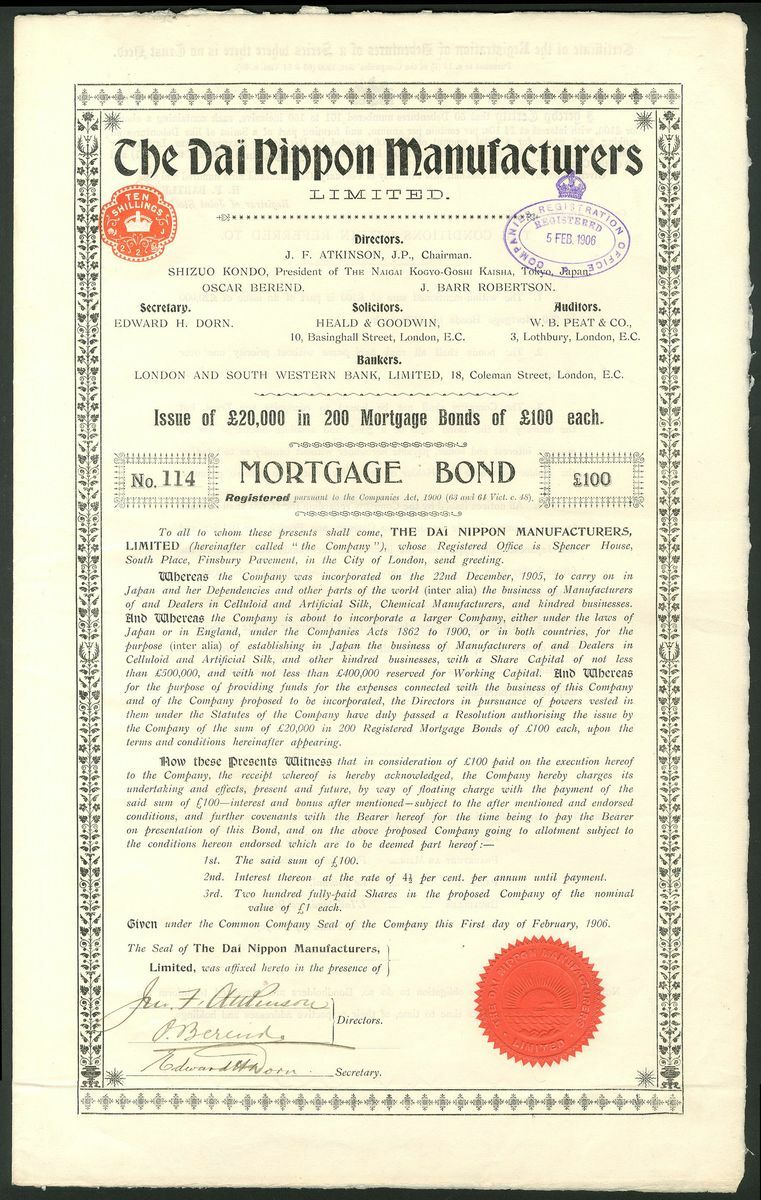 The Daï Nippon Manufacturers
LIMITED.
TEN
SHILLINGS
COMPANIES REGISTRATION OFFICE
REGISTERED
5 FEB. 1906
Directors.
J. F. ATKINSON, J.P., Chairman.
SHIZUO KONDO, President of THE NAIGAI KOGYO-GOSHI KAISHA, Tokyo, Japan.
OSCAR BEREND. J. BARR ROBERTSON.
Secretary. Solicitors. Auditors.
EDWARD H. DORN. HEALD & GOODWIN, W. B. PEAT & CO.,
10, Basinghall Street, London, E.C. 3, Lothbury, London, E.C.
Bankers.
LONDON AND SOUTH WESTERN BANK, LIMITED, 18, Coleman Street, London, E.C.
Issue of £20,000 in 200 Mortgage Bonds of £100 each.
No. 114 MORTGAGE BOND £100
Registered pursuant to the Companies Act, 1900 (63 and 64 Vict. c. 48).
To all to whom these presents shall come, THE DAÏ NIPPON MANUFACTURERS,
LIMITED (hereinafter called "the Company"), whose Registered Office is Spencer House,
South Place, Finsbury Pavement, in the City of London, send greeting.
Whereas the Company was incorporated on the 22nd December, 1905, to carry on in
Japan and her Dependencies and other parts of the world (inter alia) the business of Manufacturers
of and Dealers in Celluloid and Artificial Silk, Chemical Manufacturers, and kindred businesses.
And Whereas the Company is about to incorporate a larger Company, either under the laws of
Japan or in England, under the Companies Acts 1862 to 1900, or in both countries, for the
purpose (inter alia) of establishing in Japan the business of Manufacturers of and Dealers in
Celluloid and Artificial Silk, and other kindred businesses, with a Share Capital of not less
than £500,000, and with not less than £400,000 reserved for Working Capital. And Whereas
for the purpose of providing funds for the expenses connected with the business of this Company
and of the Company proposed to be incorporated, the Directors in pursuance of powers vested in
them under the Statutes of the Company have duly passed a Resolution authorising the issue by
the Company of the sum of £20,000 in 200 Registered Mortgage Bonds of £100 each, upon the
terms and conditions hereinafter appearing.
Now these Presents Witness that in consideration of £100 paid on the execution hereof
to the Company, the receipt whereof is hereby acknowledged, the Company hereby charges its
undertaking and effects, present and future, by way of floating charge with the payment of the
said sum of £100—interest and bonus after mentioned—subject to the after mentioned and endorsed
conditions, and further covenants with the Bearer hereof for the time being to pay the Bearer
on presentation of this Bond, and on the above proposed Company going to allotment subject to
the conditions hereon endorsed which are to be deemed part hereof:—
1st. The said sum of £100.
2nd. Interest thereon at the rate of 4½ per cent. per annum until payment.
3rd. Two hundred fully-paid Shares in the proposed Company of the nominal
value of £1 each.
Given under the Common Company Seal of the Company this First day of February, 1906.
The Seal of The Dai Nippon Manufacturers,
Limited, was affixed hereto in the presence of
Jno. F. Atkinson
O. Berend. Directors.
Edward H Dorn. Secretary.
THE DAI NIPPON MANUFACTURERS
LIMITED